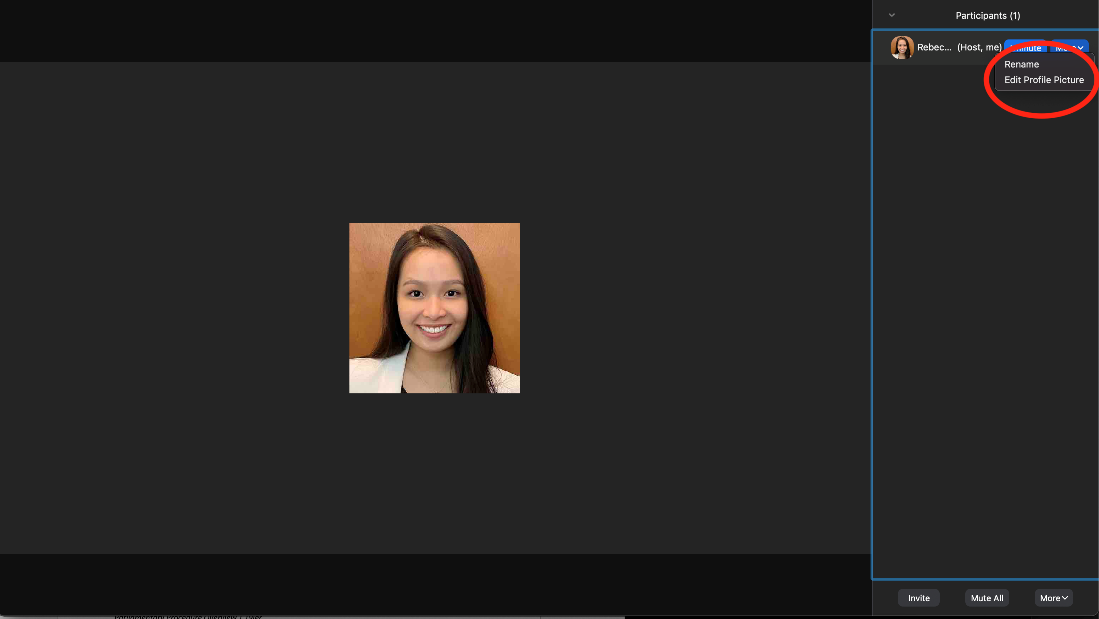 Participants (1)
Rebec... (Host, me)
Rename
Edit Profile Picture
Invite
Mute All
More